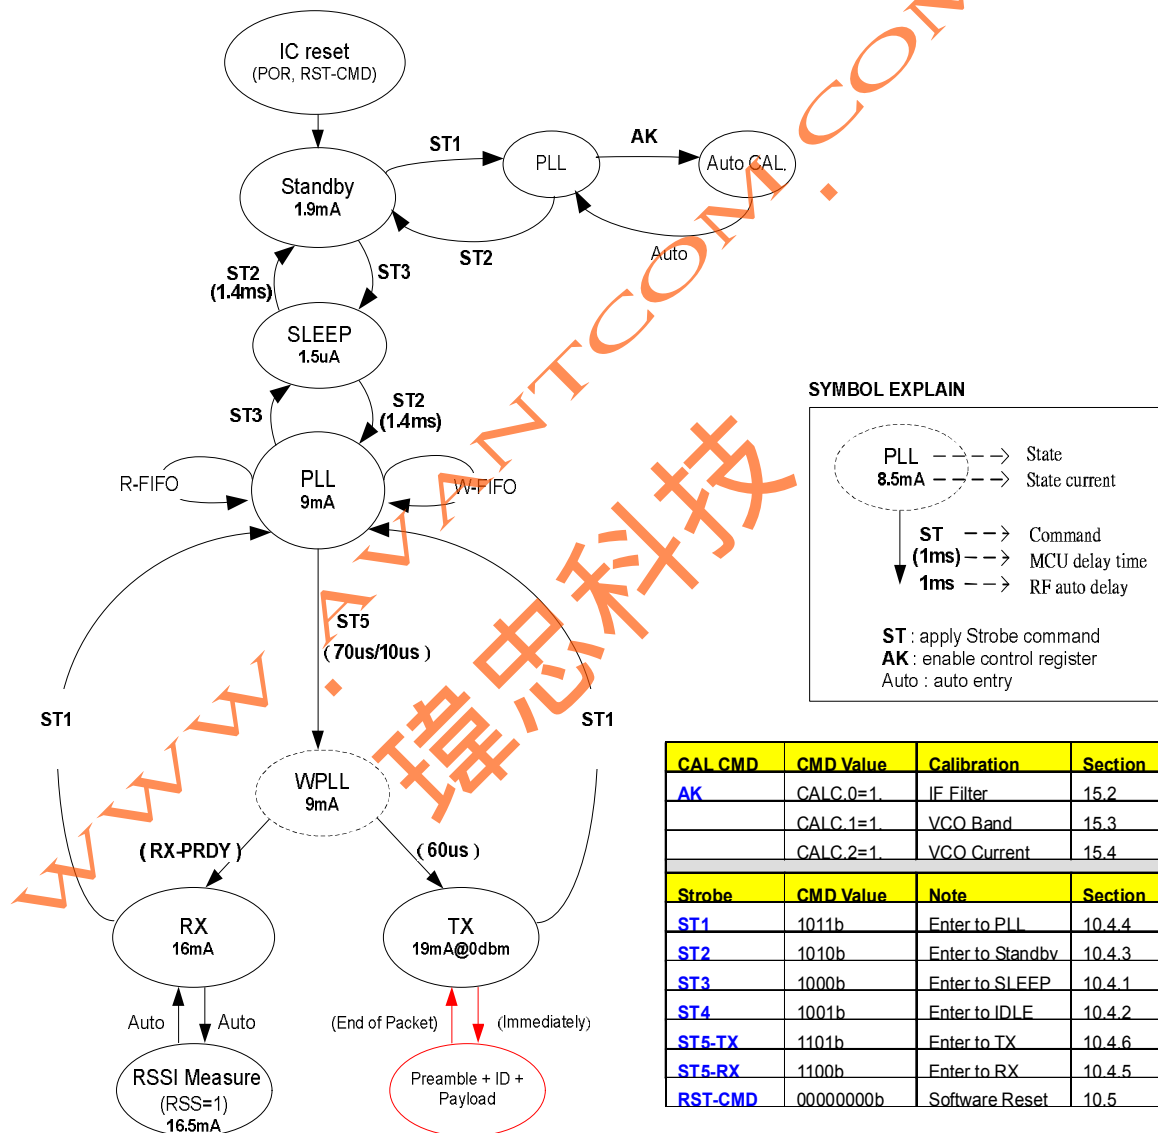 IC reset
(POR, RST-CMD)
ST1
AK
PLL
Auto CAL.
Standby
1.9mA
ST2
Auto
ST2
(1.4ms)
ST3
SLEEP
1.5uA
ST3
ST2
(1.4ms)
R-FIFO
PLL
9mA
W-FIFO
ST5
(70us/10us)
ST1
ST1
WPLL
9mA
(RX-PRDY)
(60us)
RX
16mA
TX
19mA@0dbm
Auto
Auto
(End of Packet)
(Immediately)
RSSI Measure
(RSS=1)
16.5mA
Preamble + ID +
Payload
SYMBOL EXPLAIN
PLL
8.5mA
State
State current
ST
(1ms)
1ms
Command
MCU delay time
RF auto delay
ST : apply Strobe command
AK : enable control register
Auto : auto entry
CAL CMD CMD Value Calibration Section
AK CALC.0=1. IF Filter 15.2
CALC.1=1. VCO Band 15.3
CALC.2=1. VCO Current 15.4
Strobe CMD Value Note Section
ST1 1011b Enter to PLL 10.4.4
ST2 1010b Enter to Standby 10.4.3
ST3 1000b Enter to SLEEP 10.4.1
ST4 1001b Enter to IDLE 10.4.2
ST5-TX 1101b Enter to TX 10.4.6
ST5-RX 1100b Enter to RX 10.4.5
RST-CMD 00000000b Software Reset 10.5
WWW.AVANTCOM.COM.
瑋忠科技